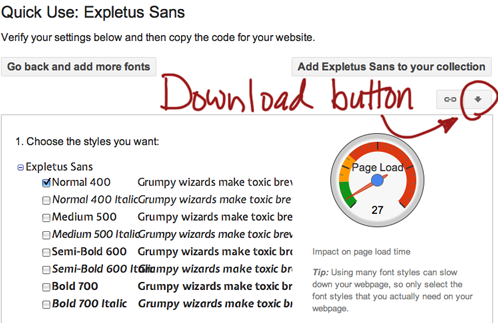 Quick Use: Expletus Sans
Verify your settings below and then copy the code for your website.
Go back and add more fonts
Add Expletus Sans to your collection
Download button
1. Choose the styles you want:
Expletus Sans
Normal 400 Grumpy wizards make toxic brev
Normal 400 Italic Grumpy wizards make toxic bre
Medium 500 Grumpy wizards make toxic brev
Medium 500 Italic Grumpy wizards make toxic bre
Semi-Bold 600 Grumpy wizards make toxic bre
Semi-Bold 600 Italic Grumpy wizards make toxic bre
Bold 700 Grumpy wizards make toxic bre
Bold 700 Italic Grumpy wizards make toxic bre
Page Load
27
Impact on page load time
Tip: Using many font styles can slow
down your webpage, so only select the
font styles that you actually need on your
webpage.